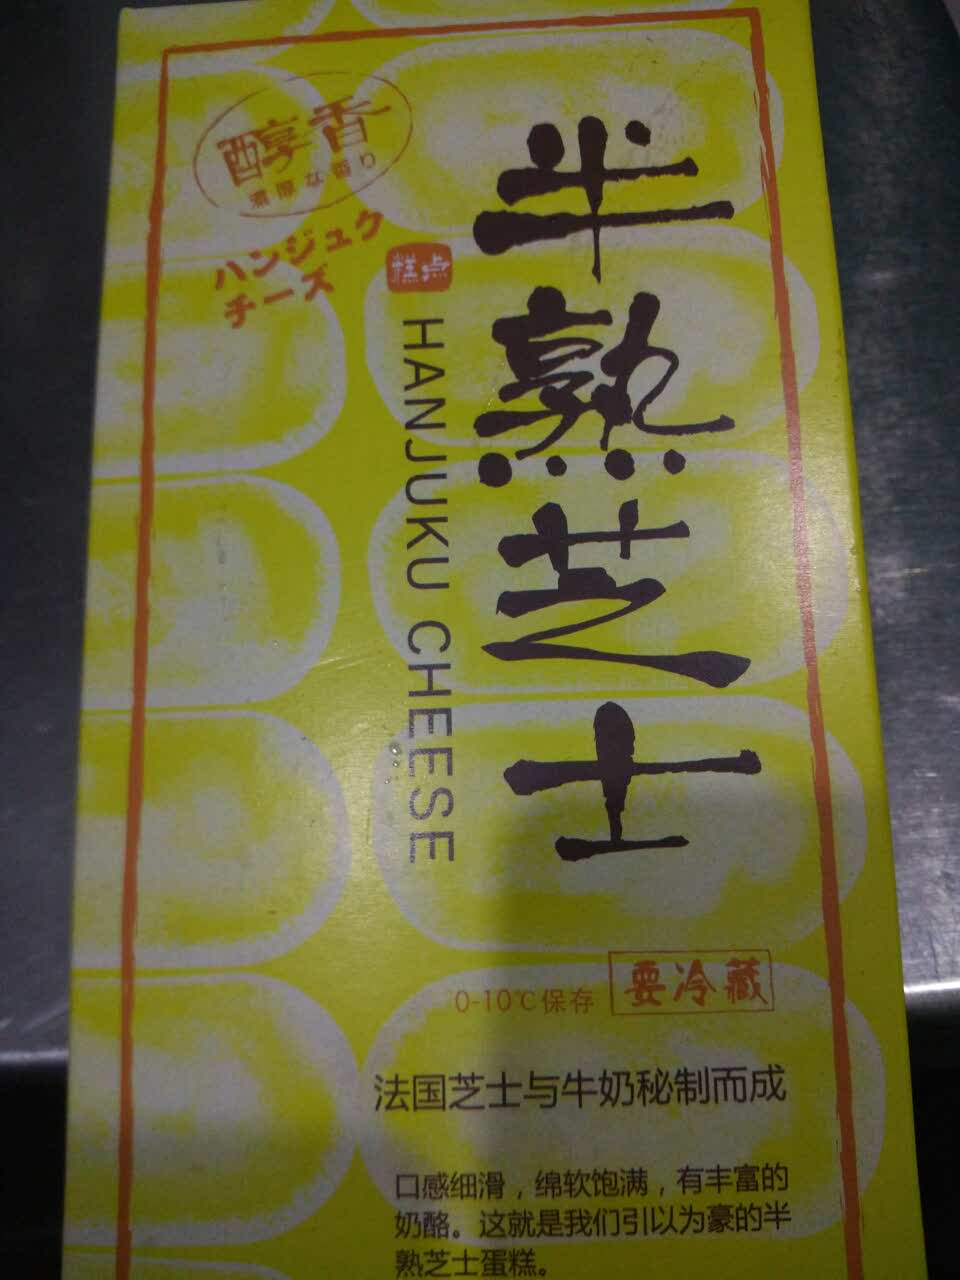 醇香
濃厚な香り
ハンジュク
チーズ
糕点
半熟芝士
HANJUKU CHEESE
0-10℃保存
要冷藏
法国芝士与牛奶秘制而成
口感细滑，绵软饱满，有丰富的
奶酪。这就是我们引以为豪的半
熟芝士蛋糕。